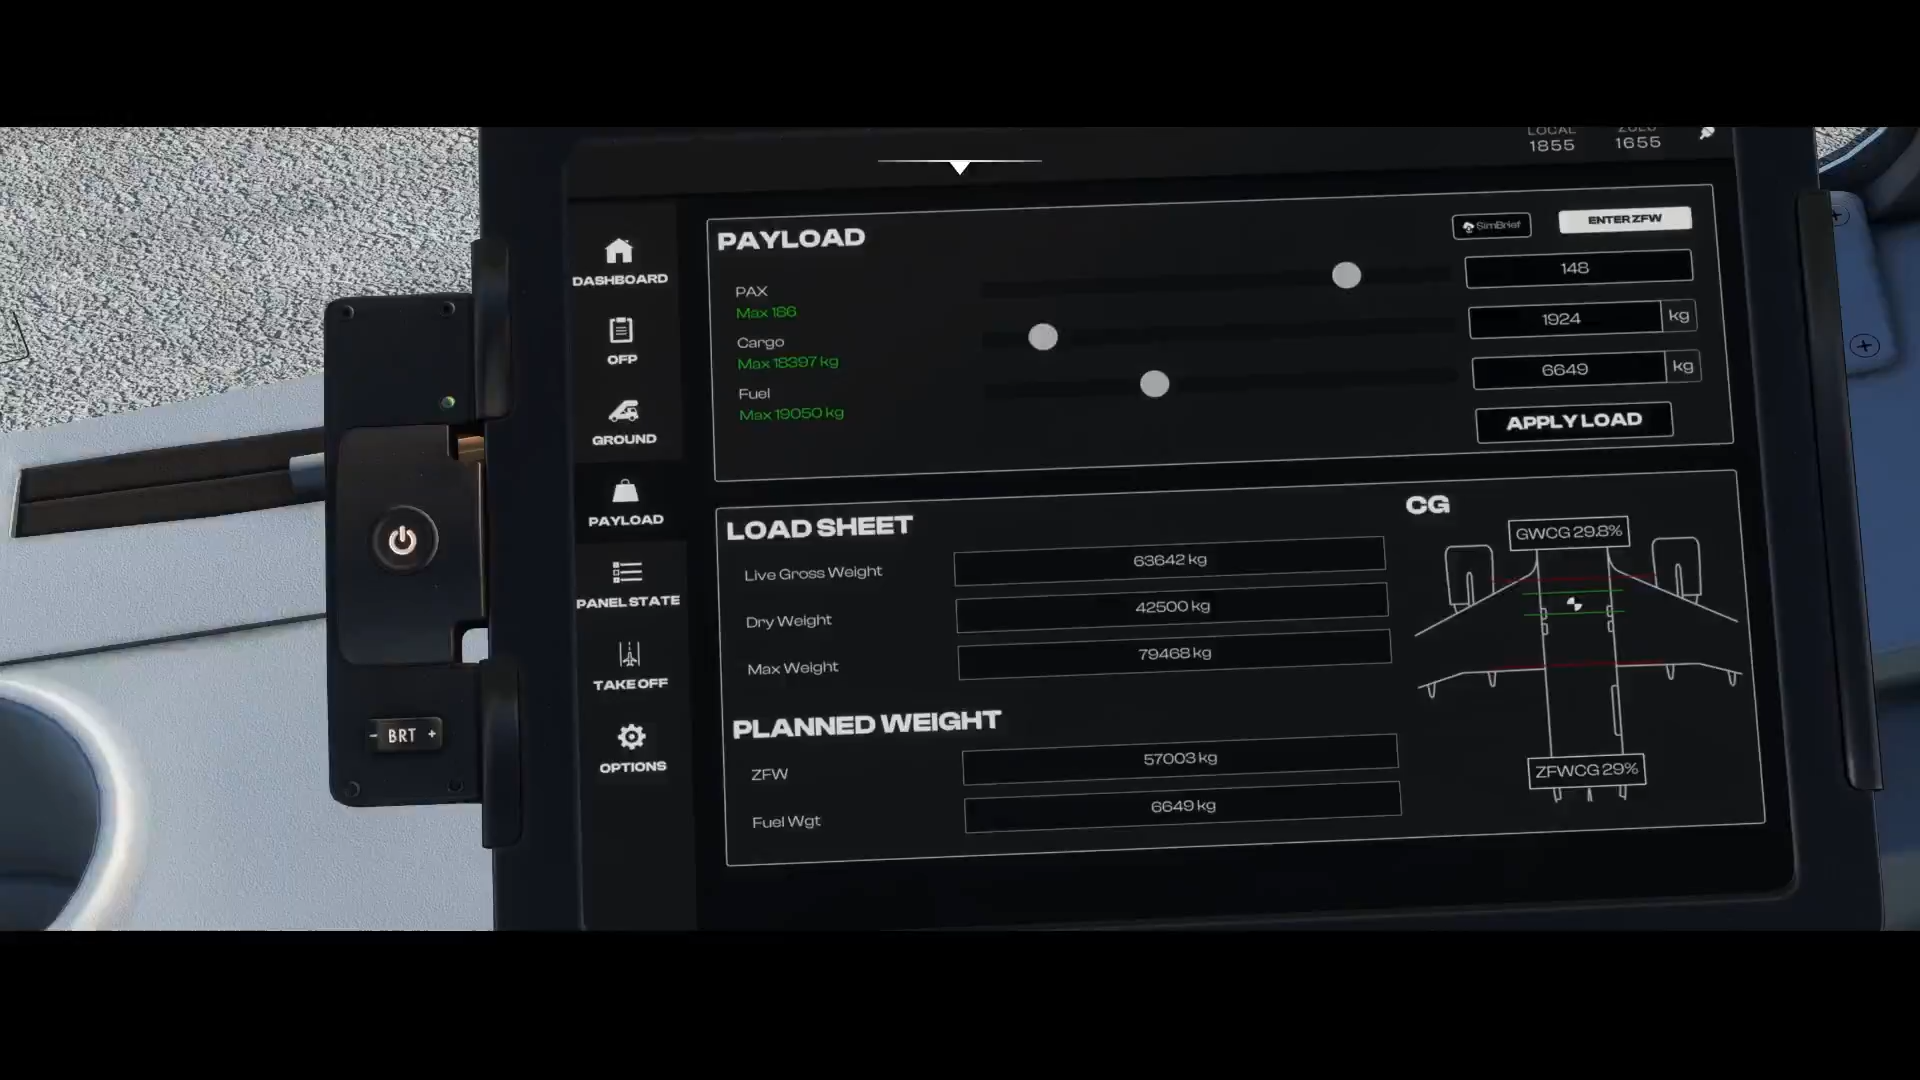 LOCAL
1855
1655
DASHBOARD
OFP
GROUND
PAYLOAD
PANEL STATE
TAKE OFF
OPTIONS
- BRT +
PAYLOAD
SimBrief
ENTER ZFW
PAX
Max 186
148
Cargo
Max 18397 kg
1924 kg
Fuel
Max 19050 kg
6649 kg
APPLY LOAD
LOAD SHEET
Live Gross Weight
63642 kg
Dry Weight
42500 kg
Max Weight
79468 kg
PLANNED WEIGHT
ZFW
57003 kg
Fuel Wgt
6649 kg
CG
GWCG 29.8%
ZFWCG 29%